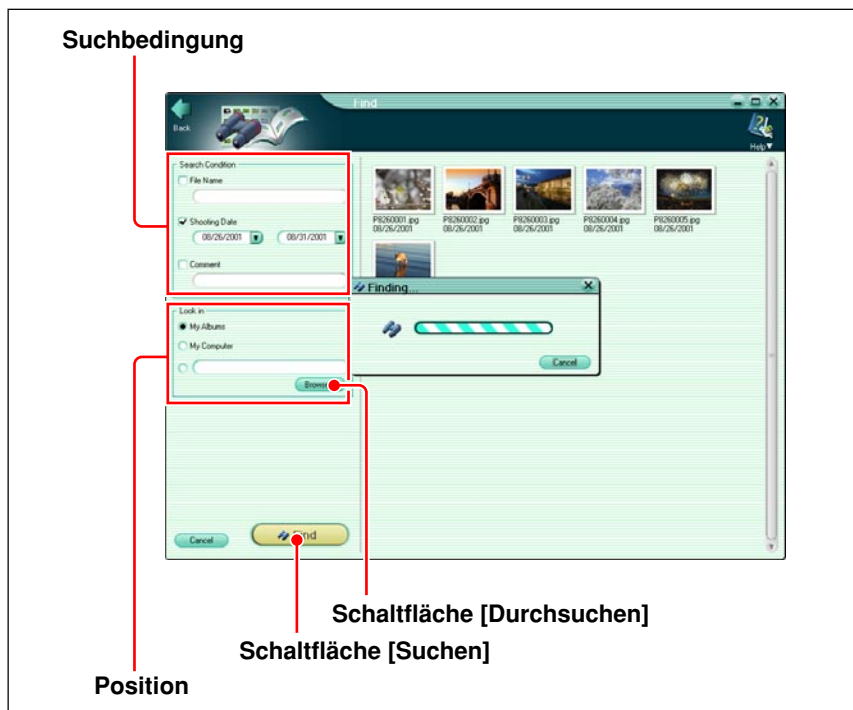 Suchbedingung
Find
Back
Help▼
Search Condition
File Name
Shooting Date
08/26/2001 08/31/2001
Comment
P8260001.jpg P8260002.jpg P8260003.jpg P8260004.jpg P8260005.jpg
08/26/2001 08/26/2001 08/26/2001 08/26/2001 08/26/2001
Finding...
Cancel
Look in
My Albums
My Computer
Cancel
Find
Schaltfläche [Durchsuchen]
Schaltfläche [Suchen]
Position